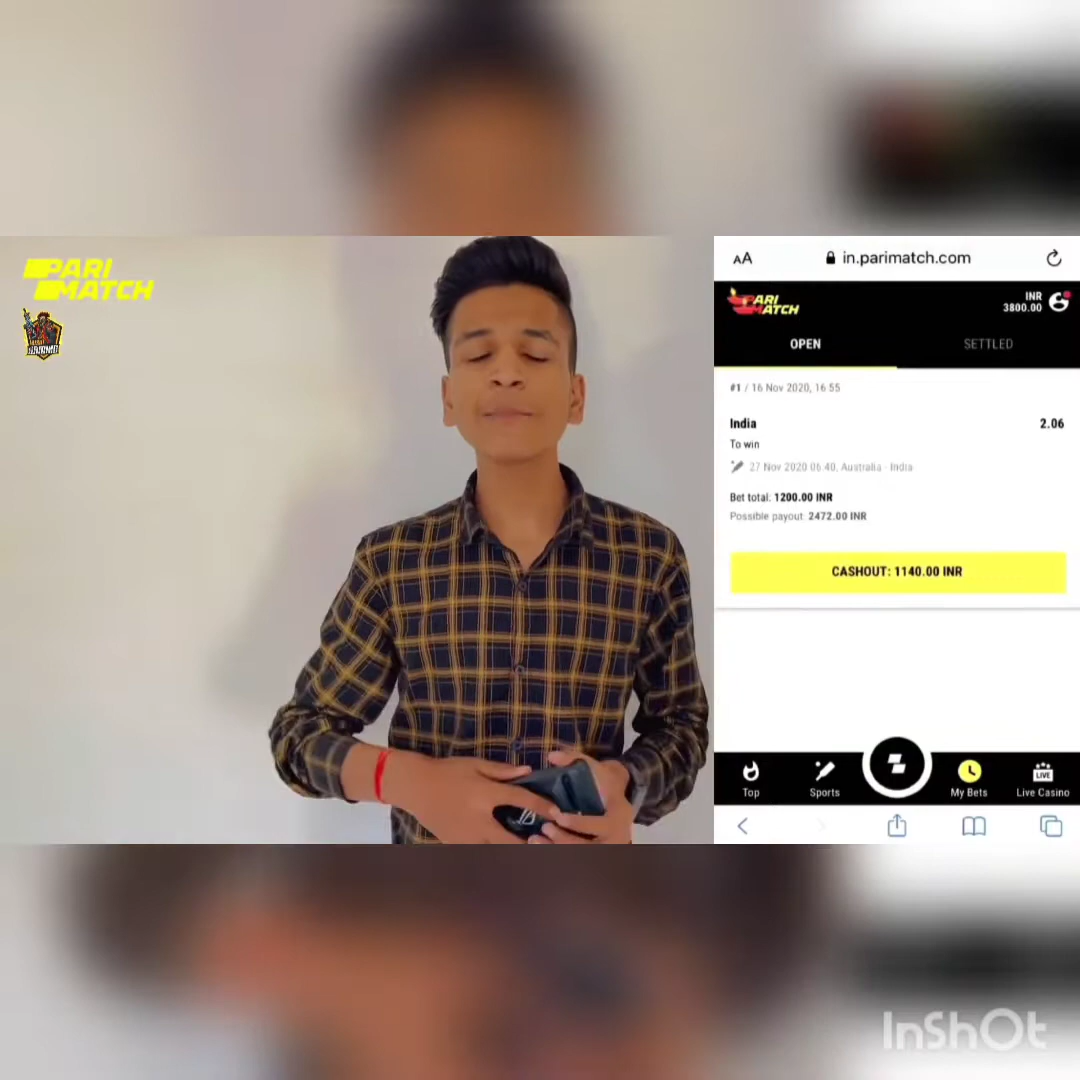 PARI
MATCH
AA in.parimatch.com
PARI
MATCH
INR
3800.00
OPEN SETTLED
#1 / 16 Nov 2020, 16:55
India 2.06
To win
27 Nov 2020 06:40, Australia - India
Bet total: 1200.00 INR
Possible payout: 2472.00 INR
CASHOUT: 1140.00 INR
LIVE
Top Sports My Bets Live Casino
InShOt